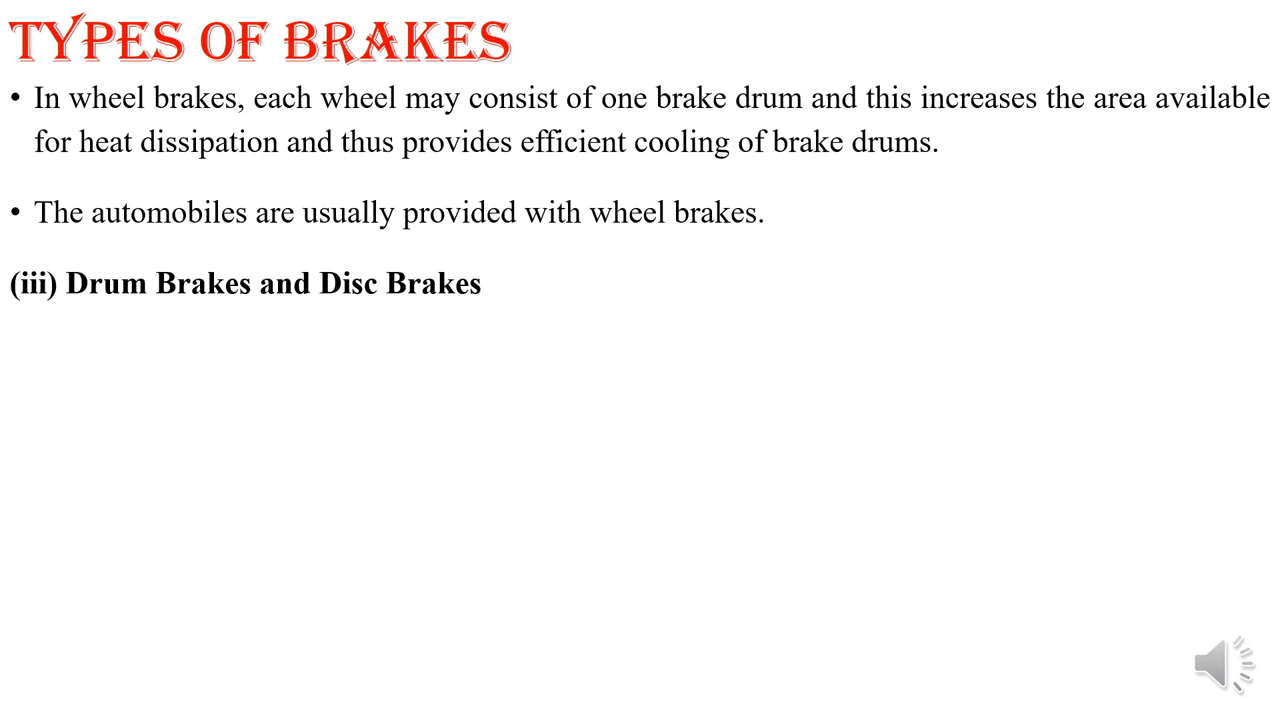 TYPES OF BRAKES
• In wheel brakes, each wheel may consist of one brake drum and this increases the area available
for heat dissipation and thus provides efficient cooling of brake drums.
• The automobiles are usually provided with wheel brakes.
(iii) Drum Brakes and Disc Brakes